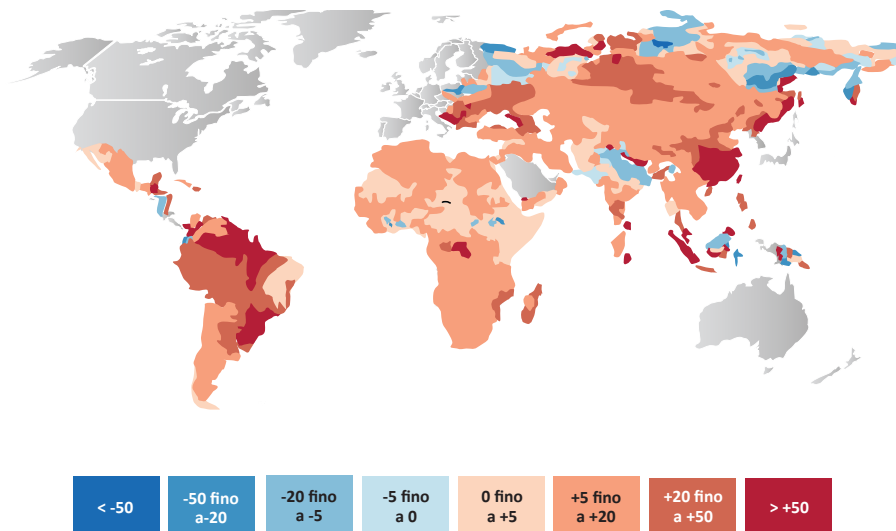 < -50
-50 fino
a-20
-20 fino
a -5
-5 fino
a 0
0 fino
a +5
+5 fino
a +20
+20 fino
a +50
> +50